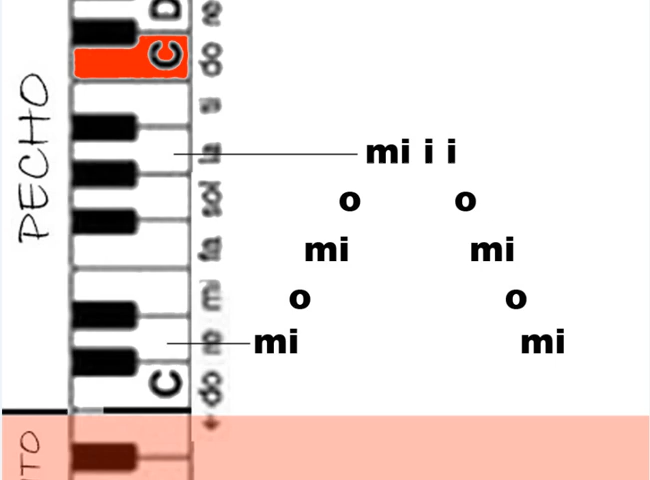 D re
C do
si
la mi i i
sol o o
fa mi mi
mi o o
re mi mi
C do
PECHO